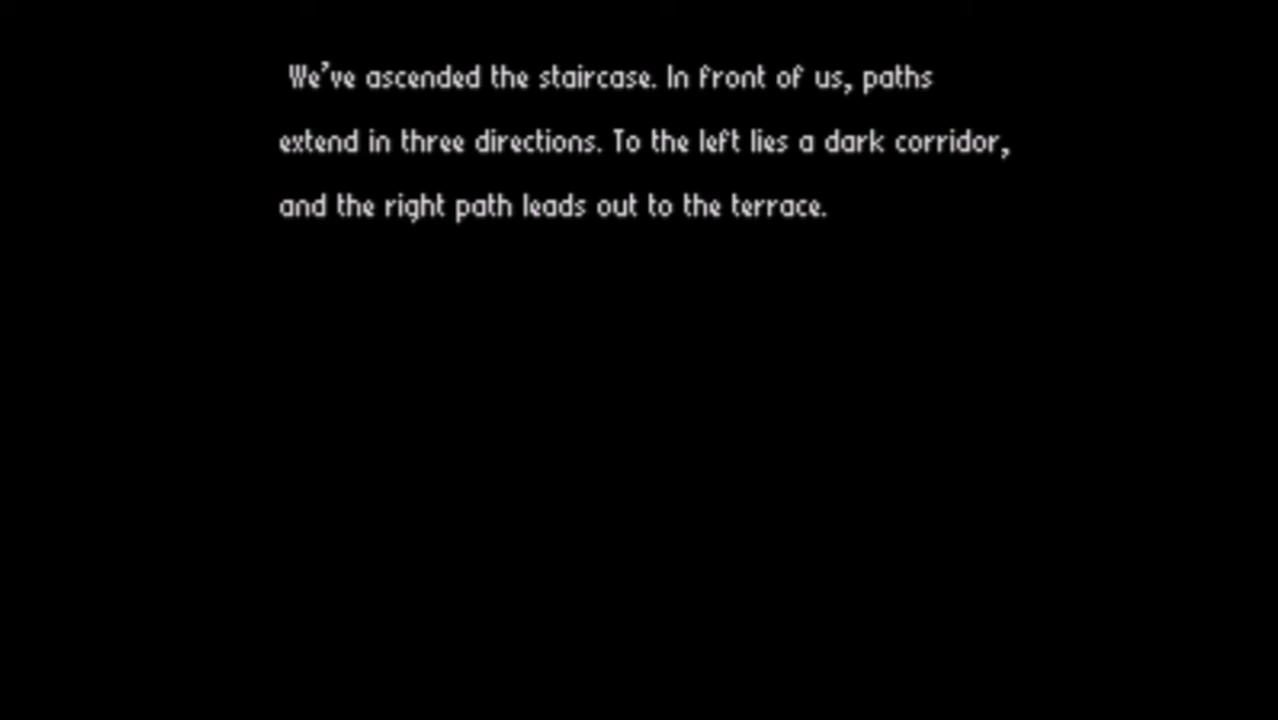 We've ascended the staircase. In front of us, paths
extend in three directions. To the left lies a dark corridor,
and the right path leads out to the terrace.